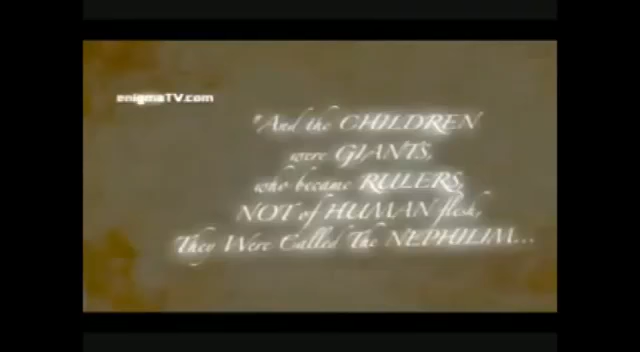 enigmaTV.com
"And the CHILDREN
were GIANTS,
who became RULERS,
NOT of HUMAN flesh,
They Were Called The NEPHILIM...